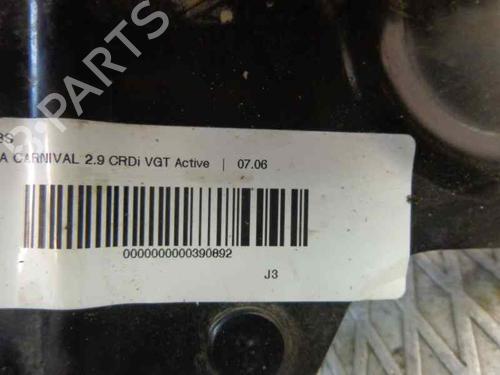 B-PARTS
A CARNIVAL 2.9 CRDi VGT Active | 07.06
0000000000390892
J3